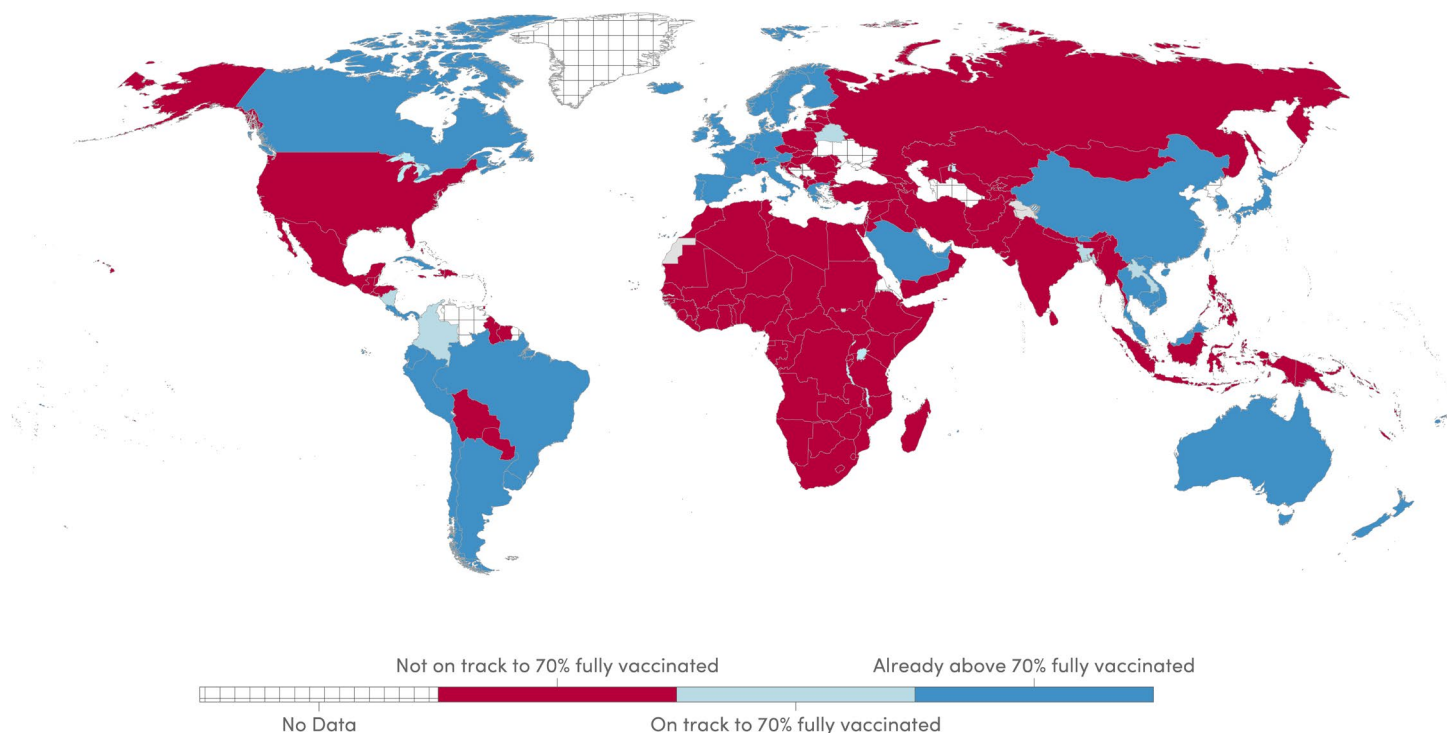 Not on track to 70% fully vaccinated
Already above 70% fully vaccinated
No Data
On track to 70% fully vaccinated